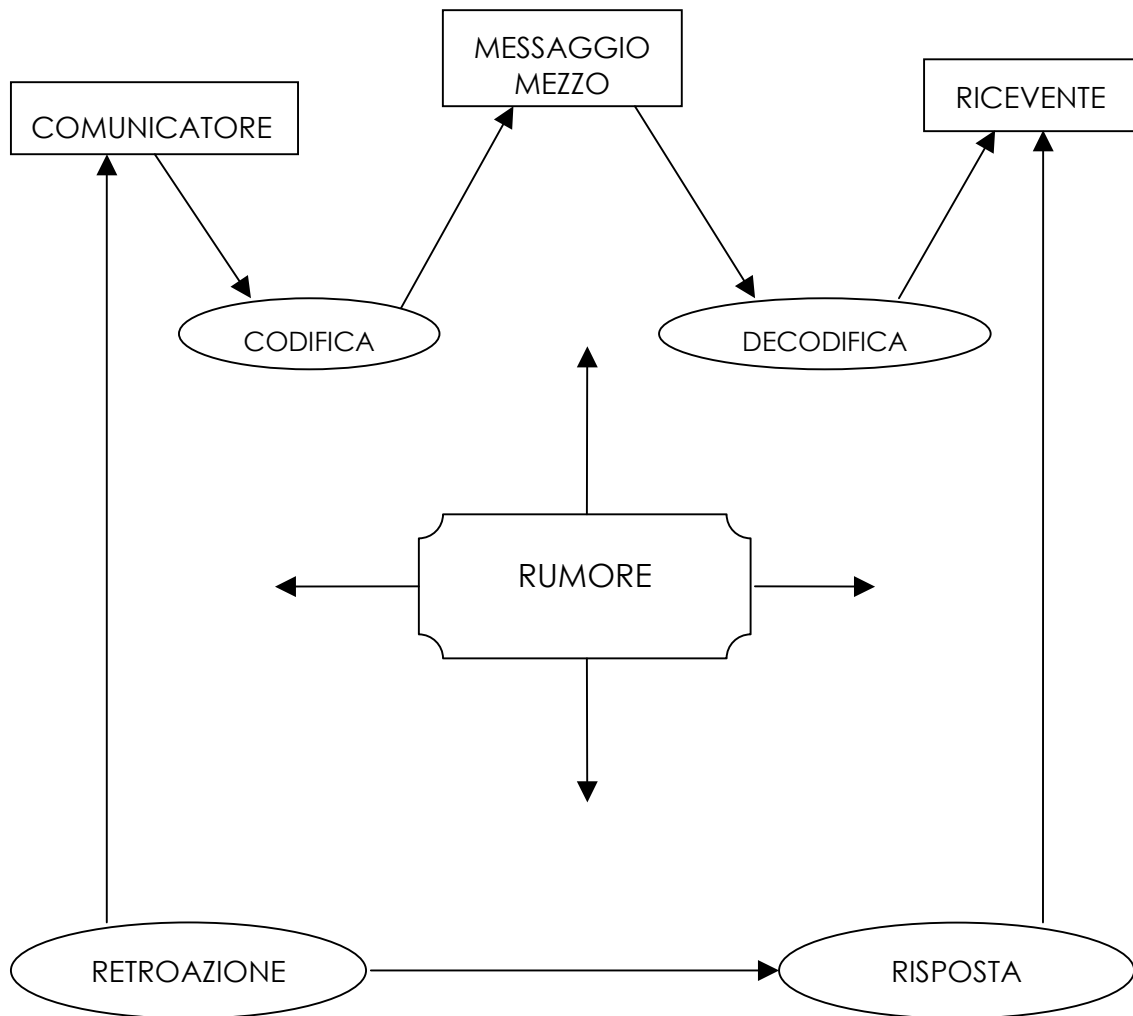 MESSAGGIO
MEZZO
COMUNICATORE
RICEVENTE
CODIFICA
DECODIFICA
RUMORE
RETROAZIONE
RISPOSTA